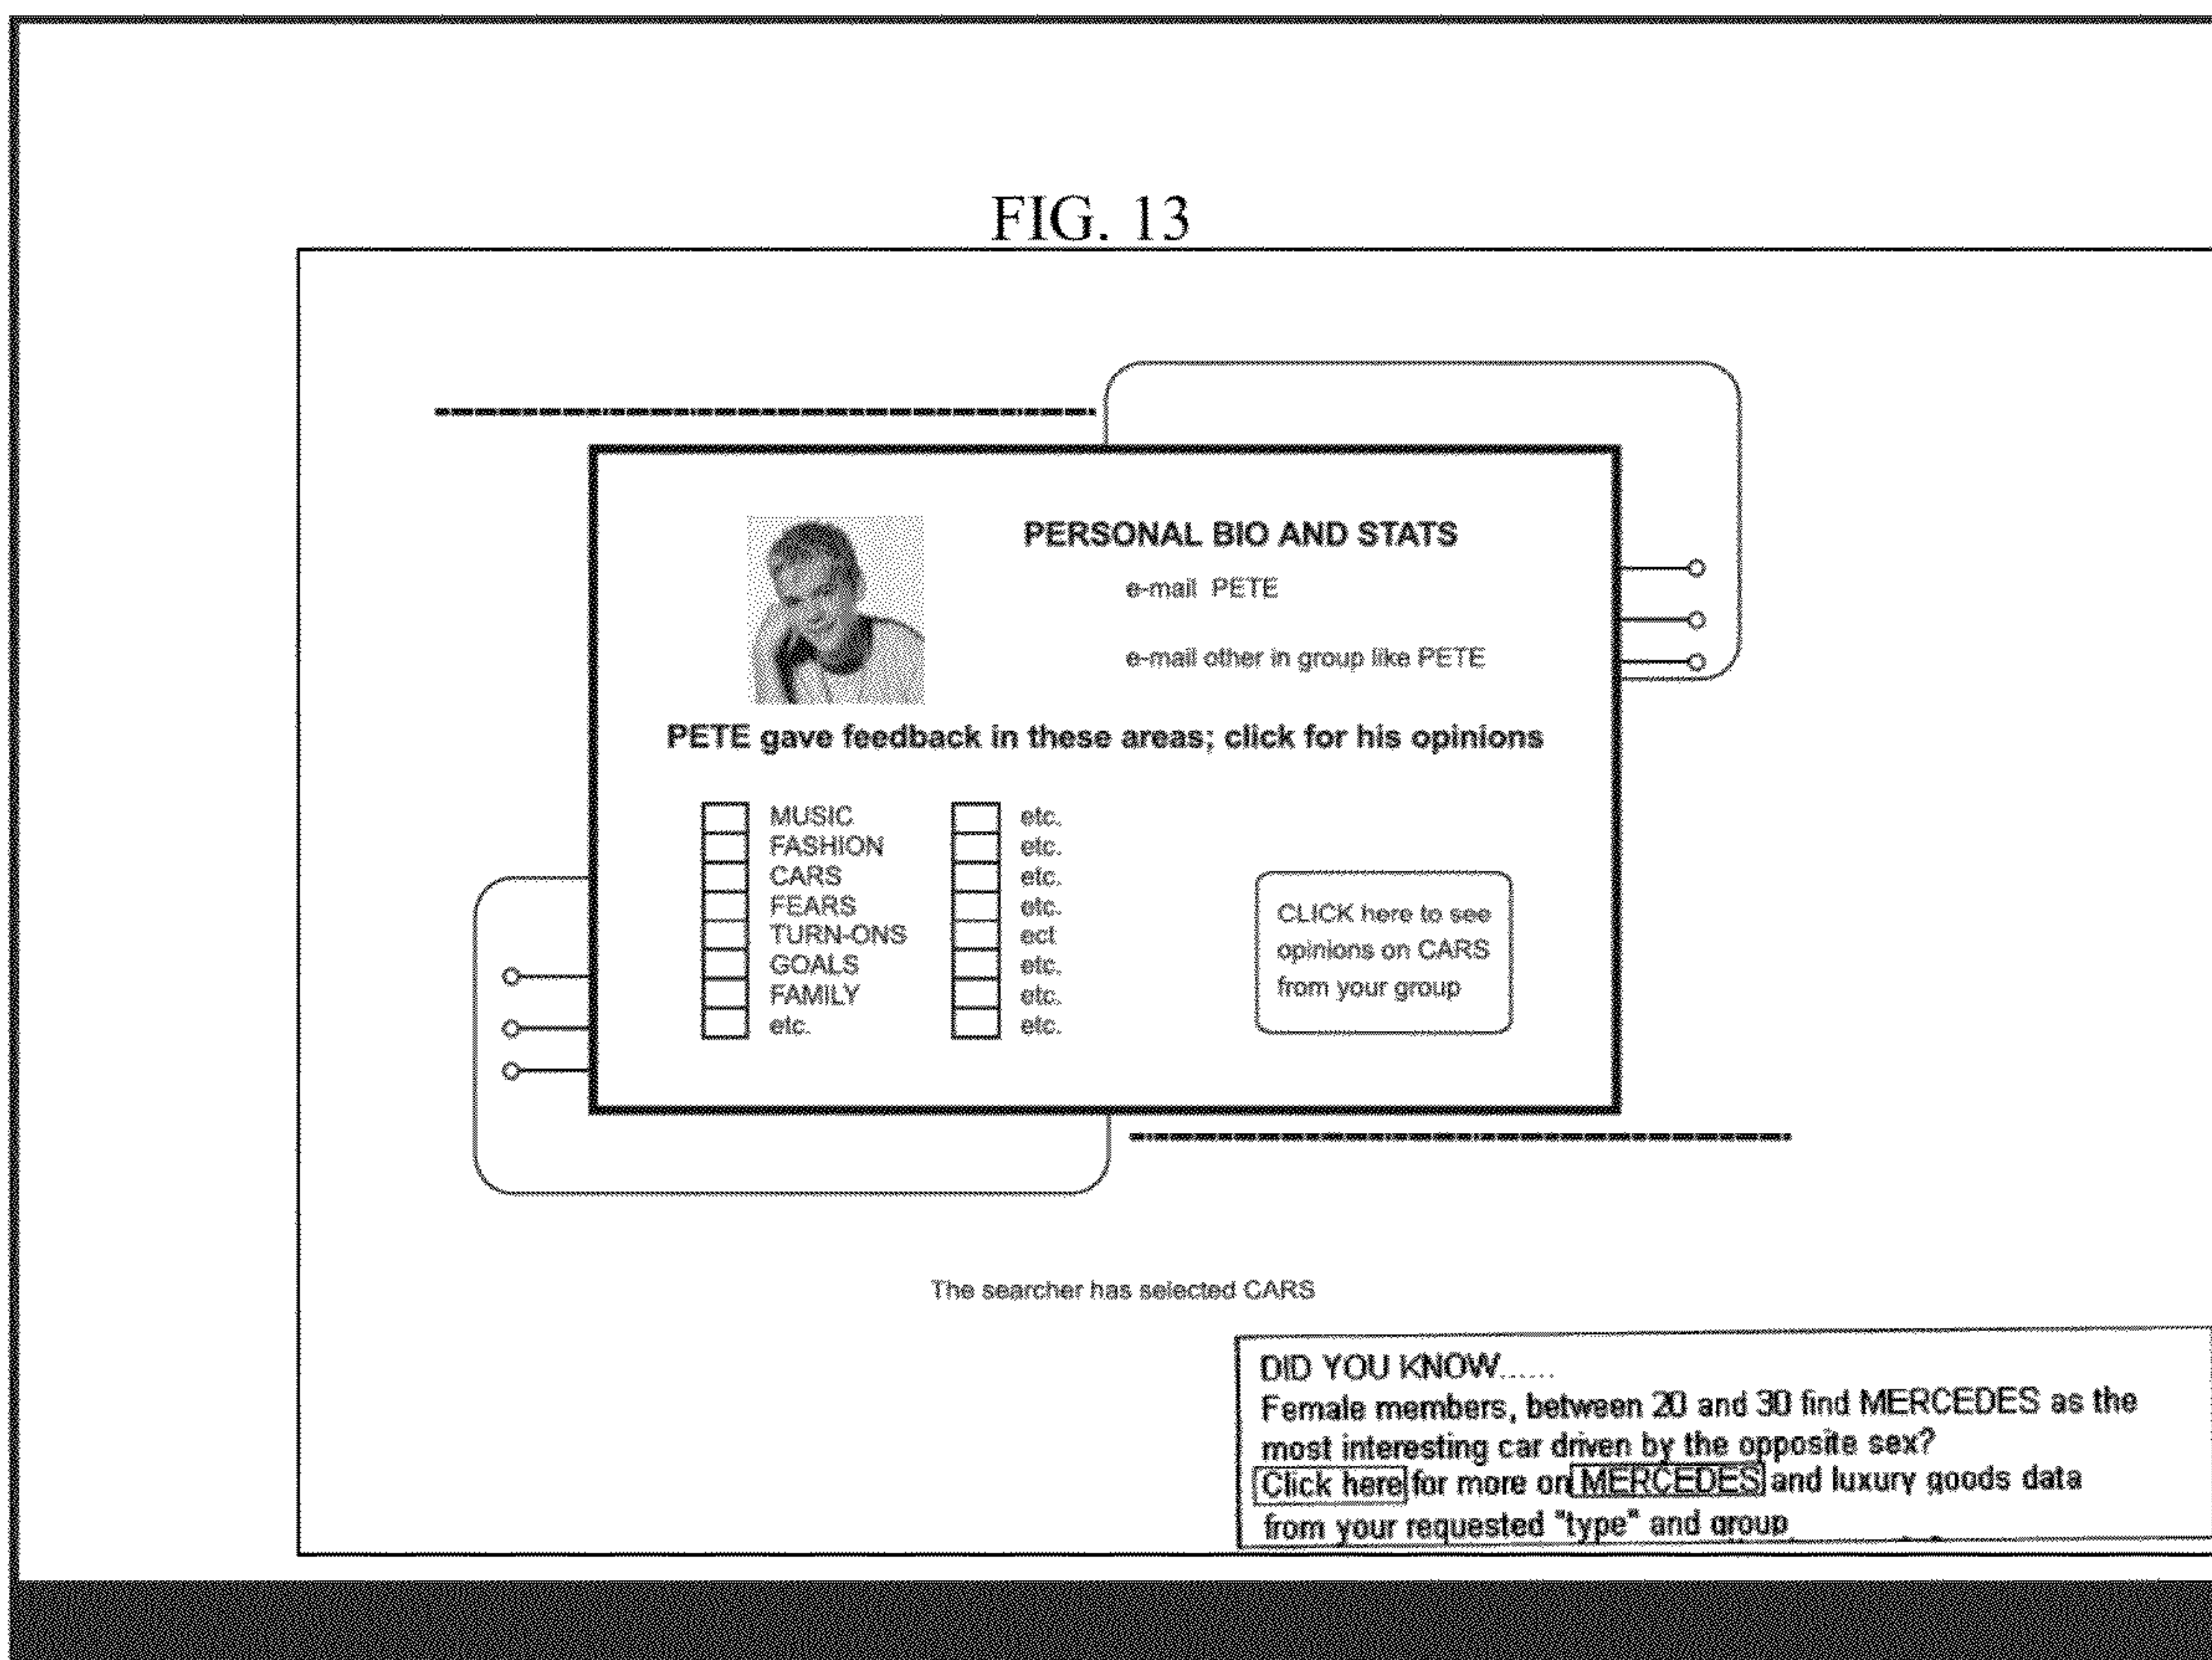 FIG. 13
PERSONAL BIO AND STATS
e-mail PETE
e-mail other in group like PETE
PETE gave feedback in these areas; click for his opinions
MUSIC etc.
FASHION etc.
CARS etc.
FEARS etc.
TURN-ONS ect
GOALS etc.
FAMILY etc.
etc. etc.
CLICK here to see
opinions on CARS
from your group
The searcher has selected CARS
DID YOU KNOW......
Female members, between 20 and 30 find MERCEDES as the
most interesting car driven by the opposite sex?
Click here for more on MERCEDES and luxury goods data
from your requested "type" and group